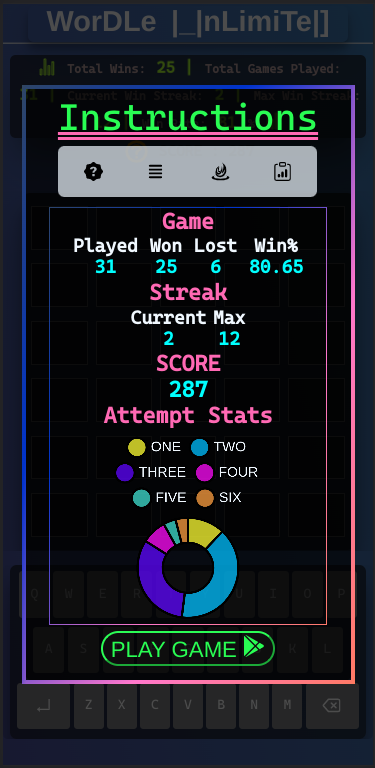 WorDLe |_|nLimiTe|]
Total Wins: 25 | Total Games Played:
31 | Current Win Streak: 2 | Max Win Streak:
Instructions
Game
Played Won Lost Win%
31 25 6 80.65
Streak
Current Max
2 12
SCORE
287
Attempt Stats
ONE TWO
THREE FOUR
FIVE SIX
Q W E R U I O P
A S K L
PLAY GAME
Z X C V B N M